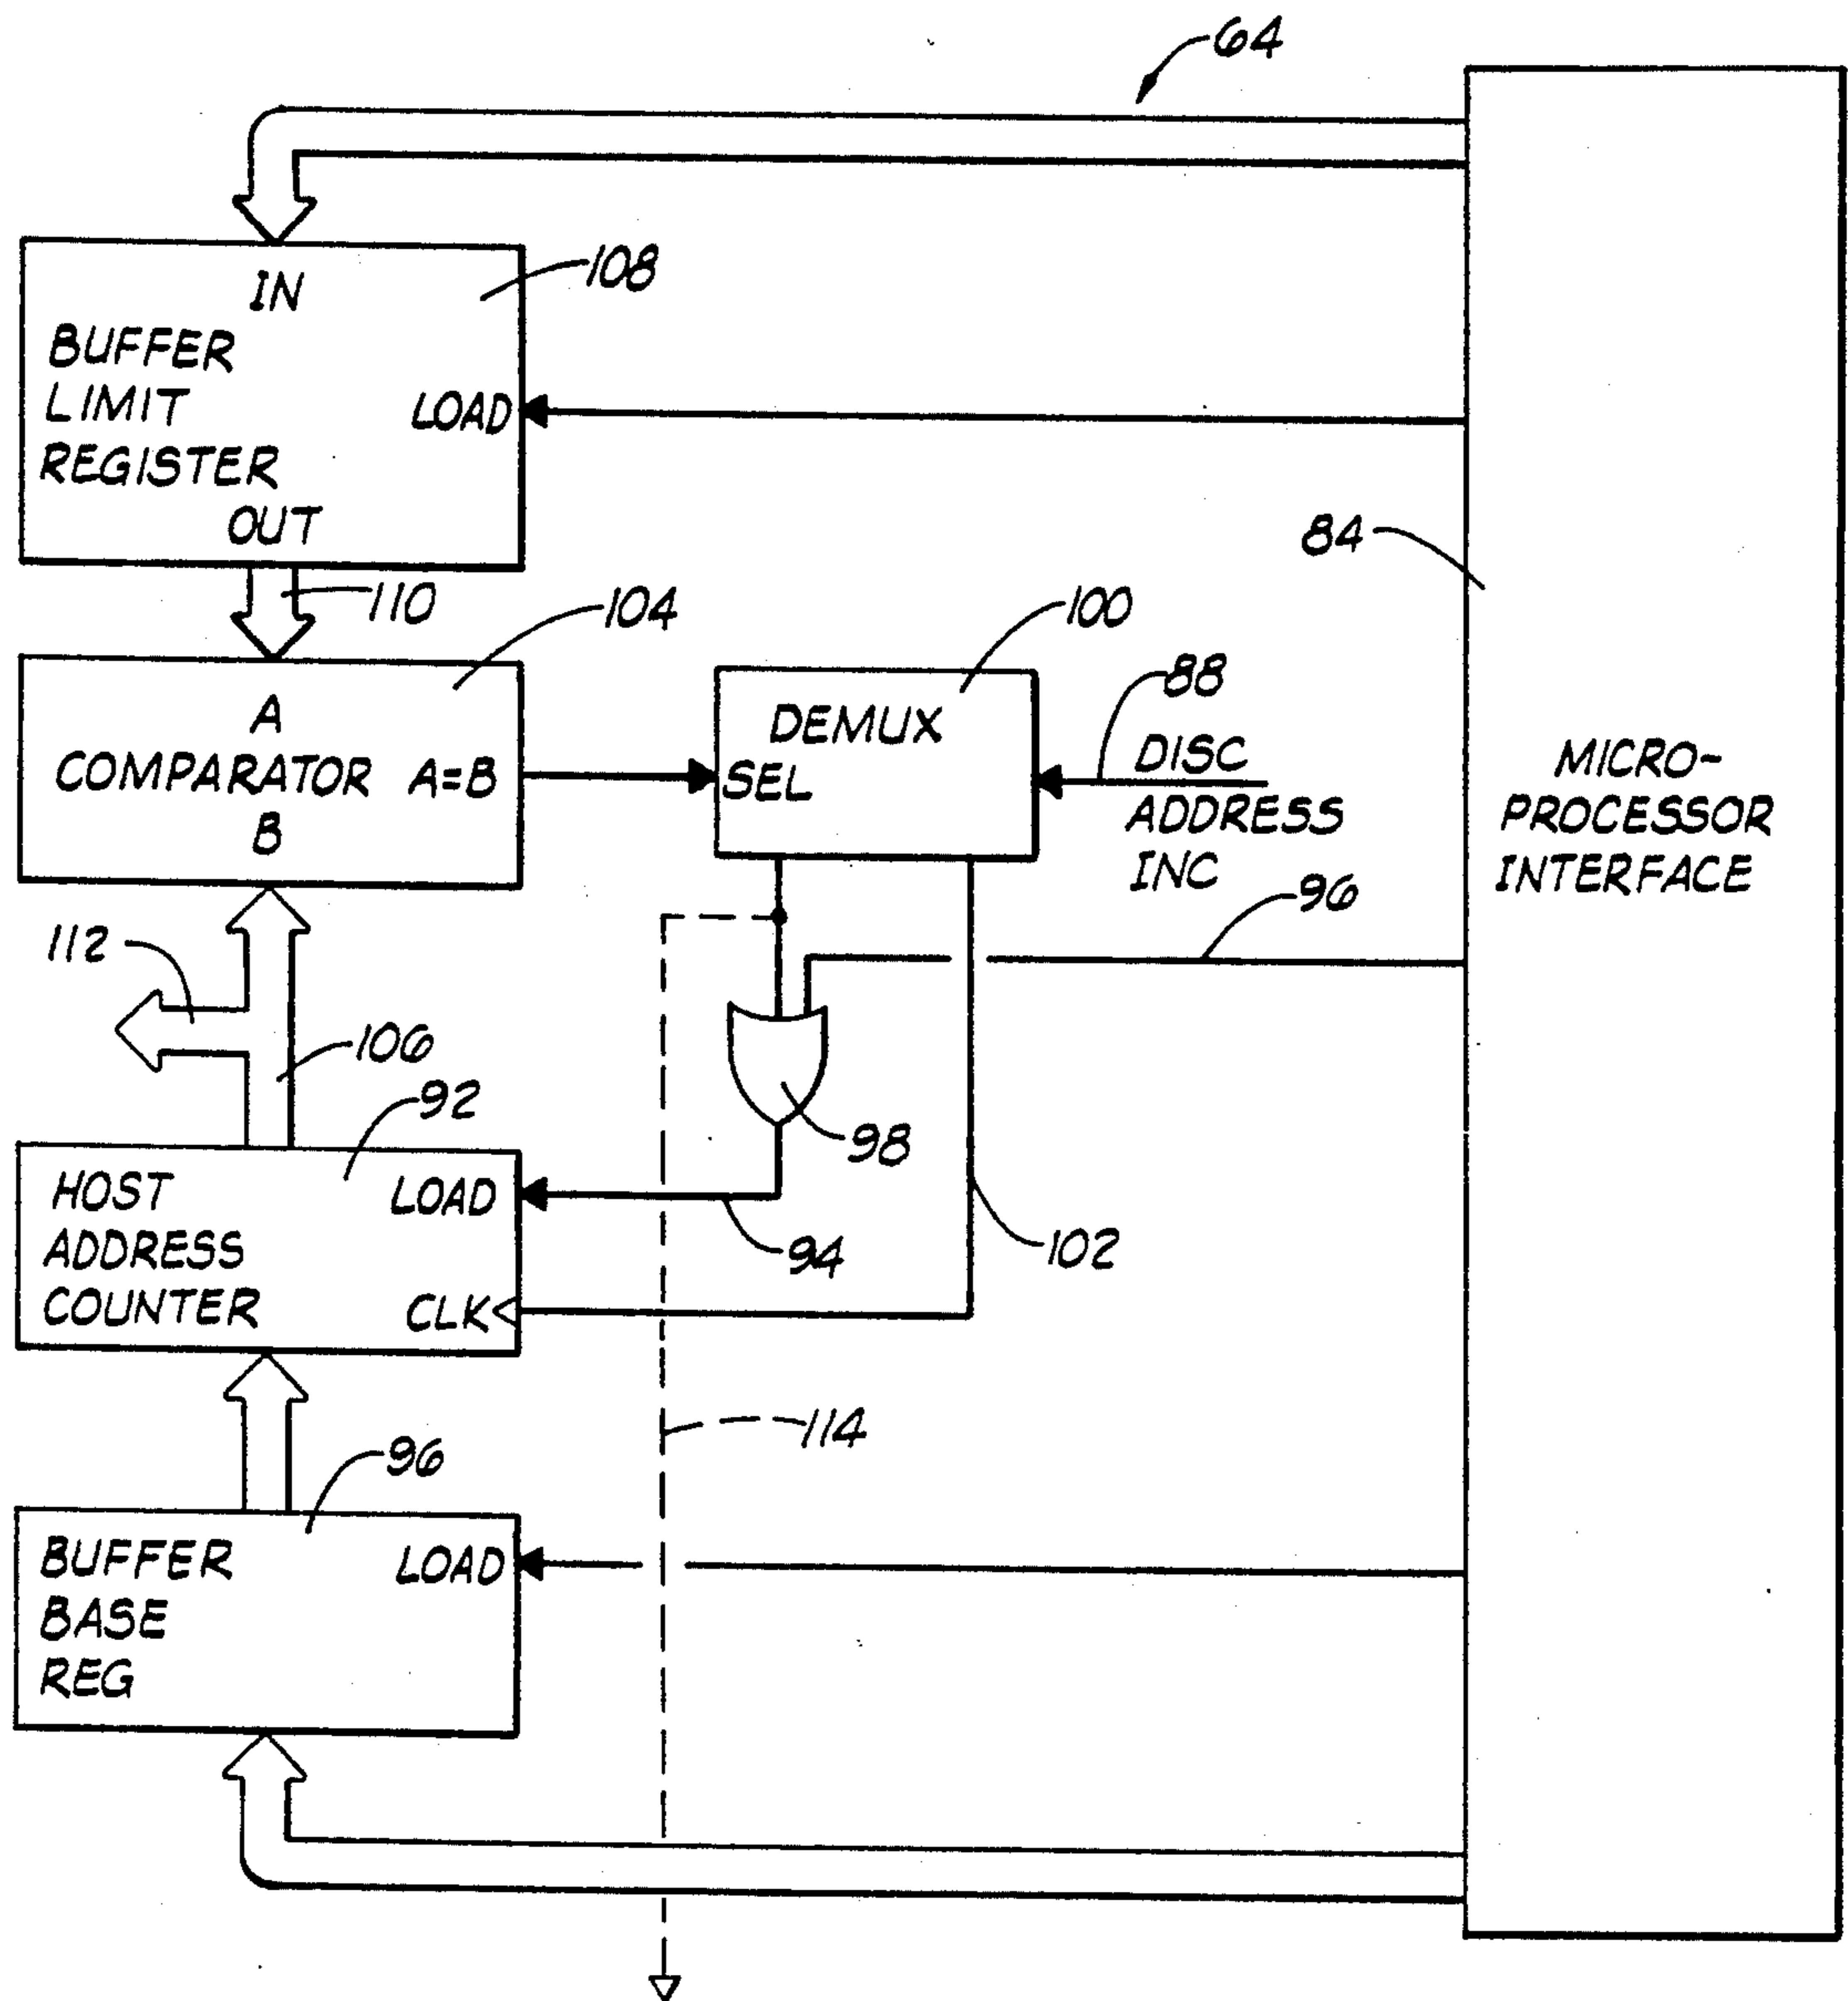 64
IN
108
BUFFER
LIMIT
REGISTER
LOAD
OUT
84
110
104
100
88
A
COMPARATOR A=B
B
DEMUX
SEL
DISC
ADDRESS
INC
MICRO-
PROCESSOR
INTERFACE
96
112
106
92
98
HOST
ADDRESS
COUNTER
LOAD
CLK
94
102
114
96
BUFFER
BASE
REG
LOAD